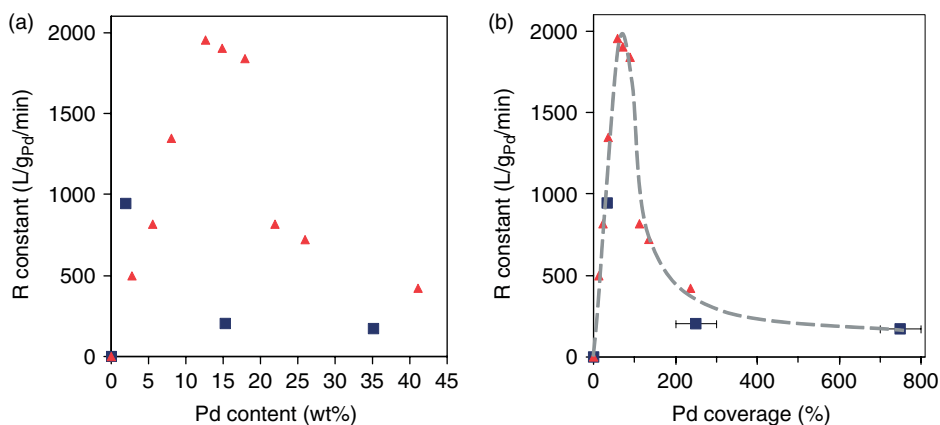 (a)
R constant (L/gPd/min)
2000
1500
1000
500
0
0 5 10 15 20 25 30 35 40 45
Pd content (wt%)
(b)
R constant (L/gPd/min)
2000
1500
1000
500
0
0 200 400 600 800
Pd coverage (%)